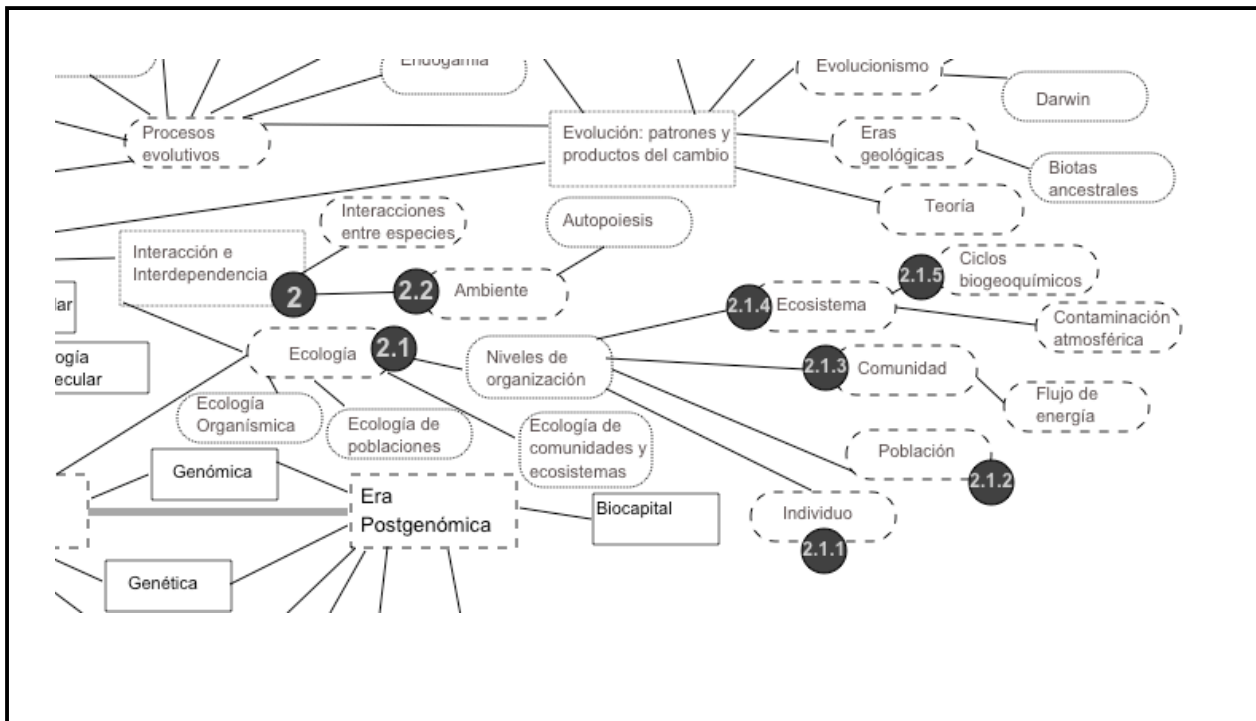 Endogamia
Evolucionismo
Darwin
Procesos
evolutivos
Evolución: patrones y
productos del cambio
Eras
geológicas
Biotas
ancestrales
Teoría
Interacciones
entre especies
Autopoiesis
Interacción e
Interdependencia
2
2.2
Ambiente
2.1.5
Ciclos
biogeoquímicos
2.1.4
Ecosistema
Contaminación
atmosférica
Ecología
2.1
Niveles de
organización
2.1.3
Comunidad
Flujo de
energía
Ecología
Organísmica
Ecología de
poblaciones
Ecología de
comunidades y
ecosistemas
Población
2.1.2
Individuo
2.1.1
Genómica
Era
Postgenómica
Biocapital
Genética
lar
ogía
ecular